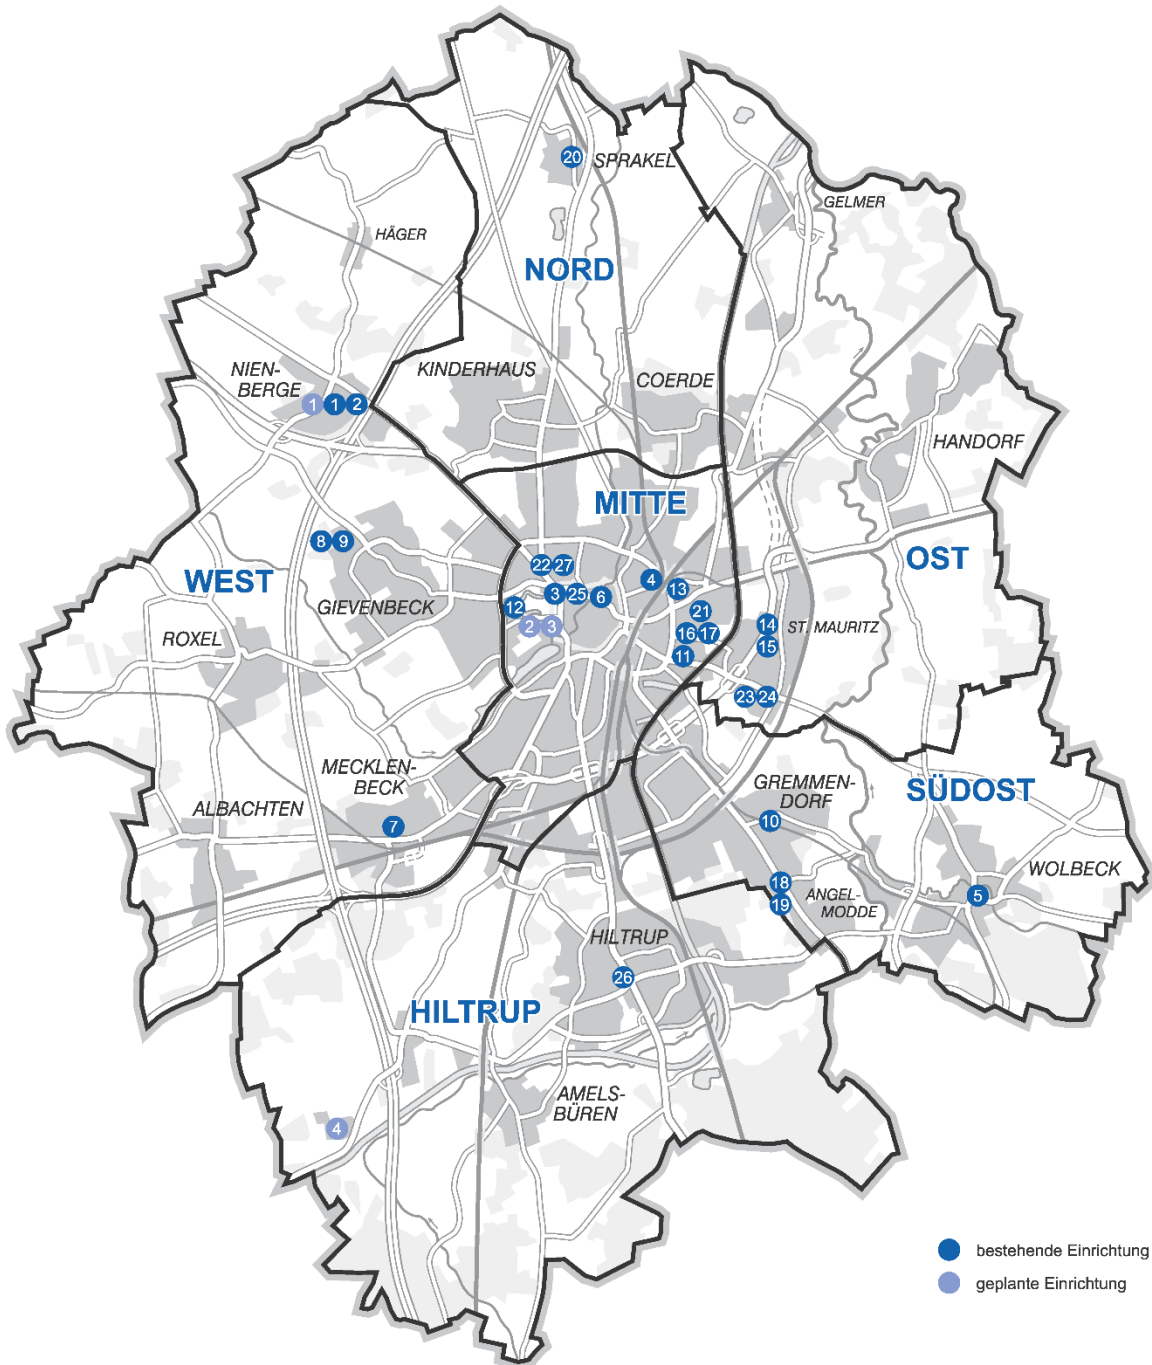 20
SPRAKEL
GELMER
HÄGER
NORD
NIEN-
BERGE
KINDERHAUS
COERDE
1 1 2
HANDORF
MITTE
8 9
WEST
OST
22 27
4
13
3 25 6
GIEVENBECK
12
21
2 3
16 17
14
ST. MAURITZ
15
ROXEL
11
23 24
MECKLEN-
BECK
GREMMEN-
DORF
SÜDOST
ALBACHTEN
7
10
WOLBECK
18
19
ANGEL-
MODDE
5
HILTRUP
26
HILTRUP
AMELS-
BÜREN
4
bestehende Einrichtung
geplante Einrichtung